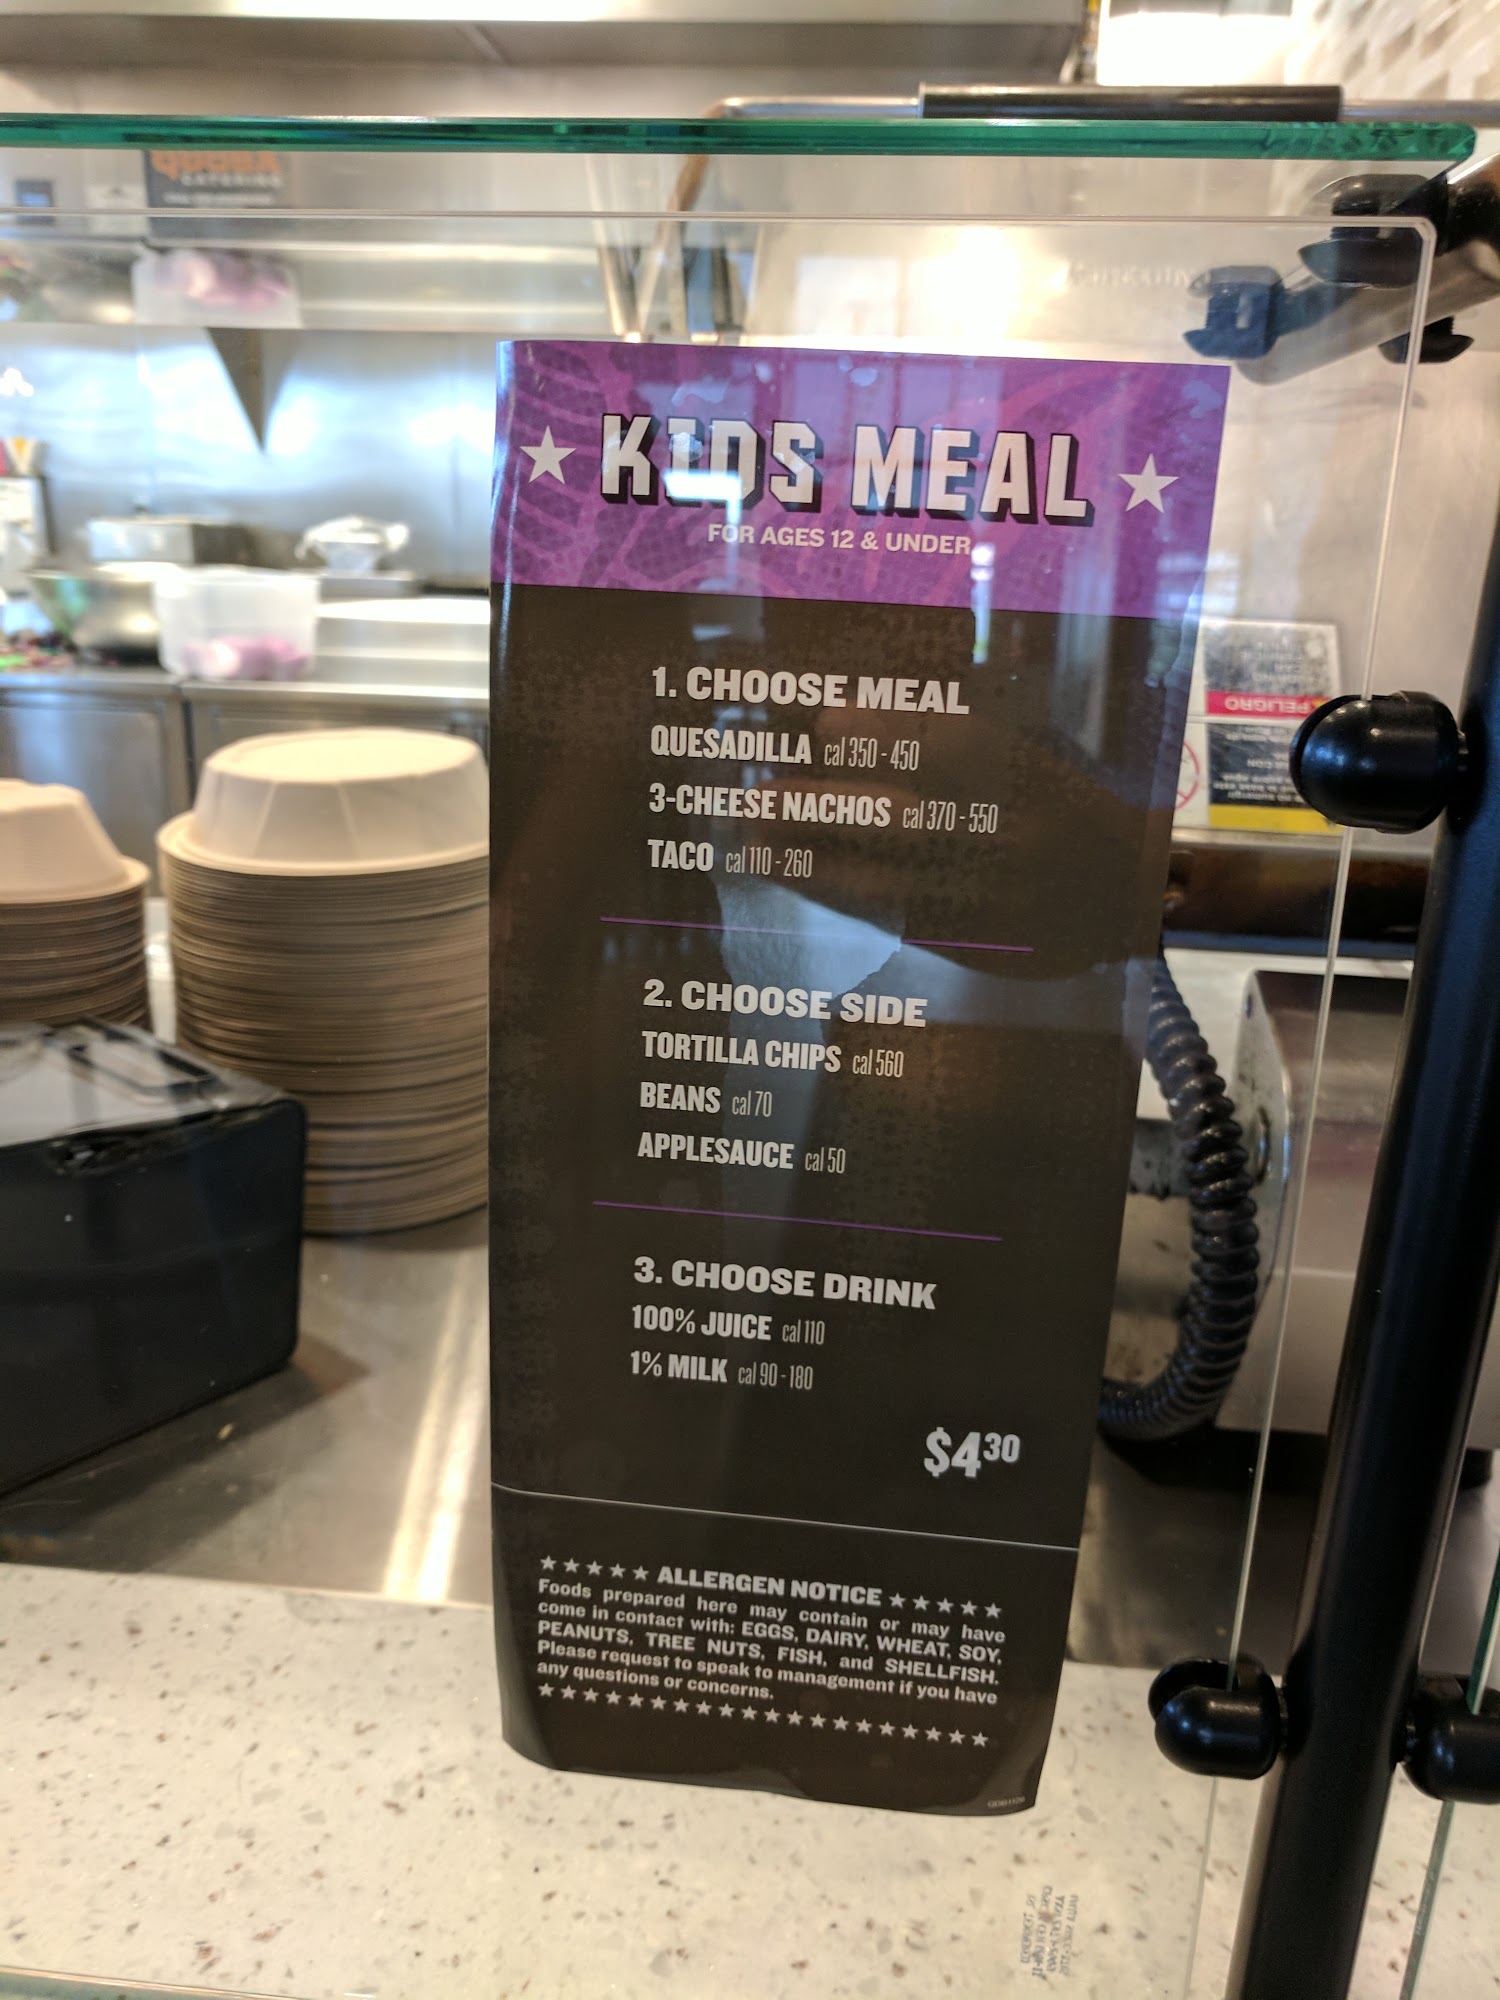 QDOBA
CATERING
★ KIDS MEAL ★
FOR AGES 12 & UNDER
1. CHOOSE MEAL
QUESADILLA cal 350 - 450
3-CHEESE NACHOS cal 370 - 550
TACO cal 110 - 260
2. CHOOSE SIDE
TORTILLA CHIPS cal 560
BEANS cal 70
APPLESAUCE cal 50
3. CHOOSE DRINK
100% JUICE cal 110
1% MILK cal 90 - 180
$4.30
★★★★★ ALLERGEN NOTICE ★★★★★
Foods prepared here may contain or may have
come in contact with: EGGS, DAIRY, WHEAT, SOY,
PEANUTS, TREE NUTS, FISH, and SHELLFISH.
Please request to speak to management if you have
any questions or concerns.
PELIGRO